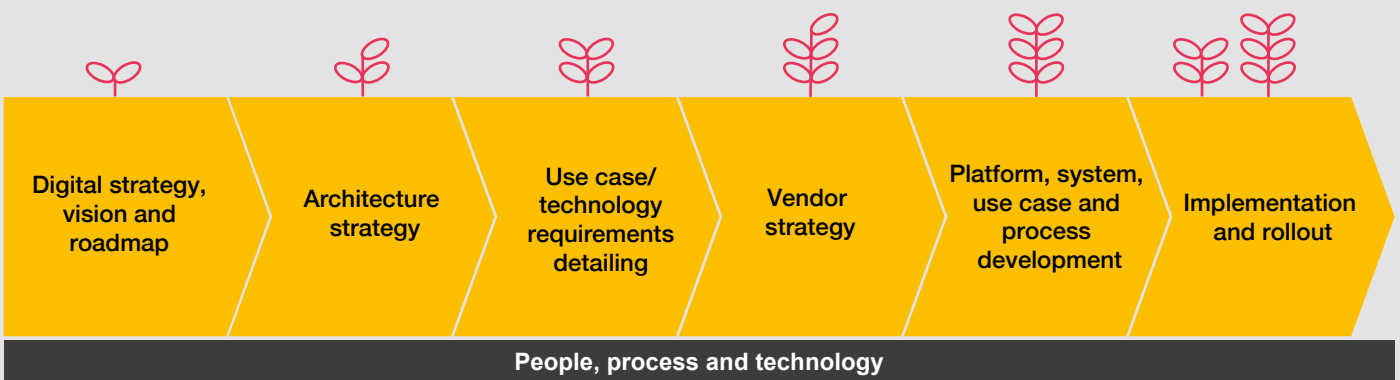 Digital strategy,
vision and
roadmap
Architecture
strategy
Use case/
technology
requirements
detailing
Vendor
strategy
Platform, system,
use case and
process
development
Implementation
and rollout
People, process and technology